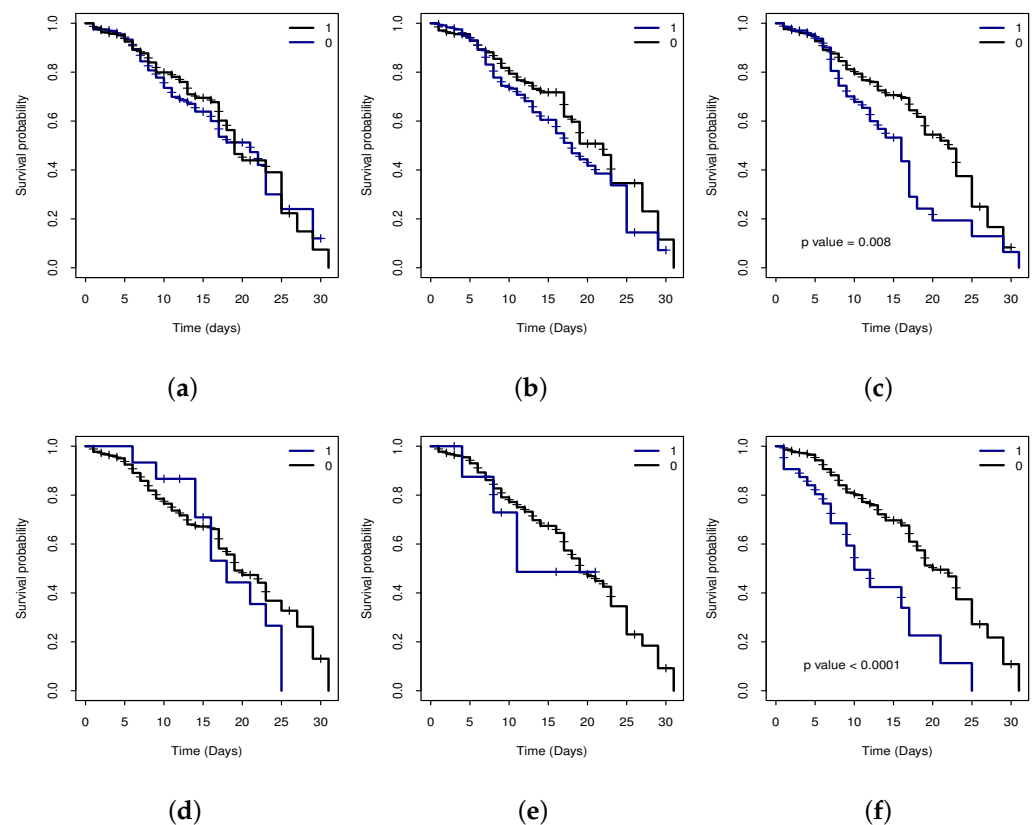 1
0
Survival probability
0.0 0.2 0.4 0.6 0.8 1.0
0 5 10 15 20 25 30
Time (days)
(a)
1
0
Survival probability
0.0 0.2 0.4 0.6 0.8 1.0
0 5 10 15 20 25 30
Time (Days)
(b)
1
0
Survival probability
0.0 0.2 0.4 0.6 0.8 1.0
p value = 0.008
0 5 10 15 20 25 30
Time (Days)
(c)
1
0
Survival probability
0.0 0.2 0.4 0.6 0.8 1.0
0 5 10 15 20 25 30
Time (Days)
(d)
1
0
Survival probability
0.0 0.2 0.4 0.6 0.8 1.0
0 5 10 15 20 25 30
Time (Days)
(e)
1
0
Survival probability
0.0 0.2 0.4 0.6 0.8 1.0
p value < 0.0001
0 5 10 15 20 25 30
Time (Days)
(f)